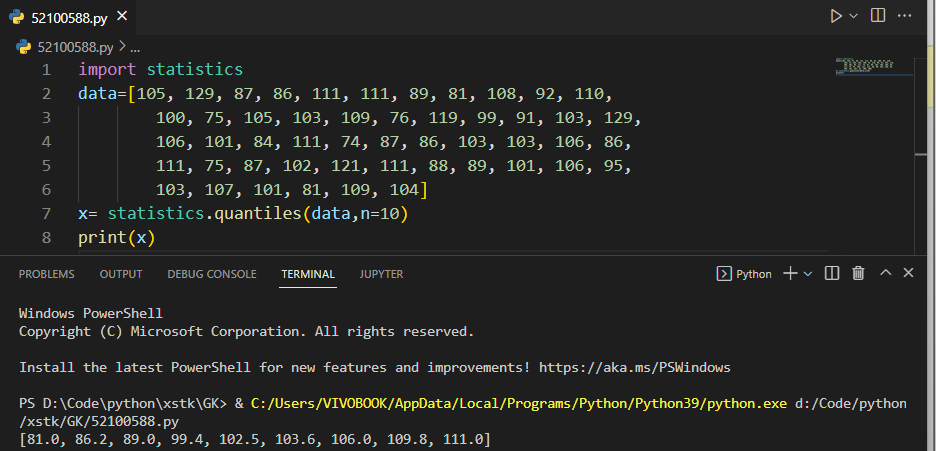 52100588.py
52100588.py > ...
1 import statistics
2 data=[105, 129, 87, 86, 111, 111, 89, 81, 108, 92, 110,
3 100, 75, 105, 103, 109, 76, 119, 99, 91, 103, 129,
4 106, 101, 84, 111, 74, 87, 86, 103, 103, 106, 86,
5 111, 75, 87, 102, 121, 111, 88, 89, 101, 106, 95,
6 103, 107, 101, 81, 109, 104]
7 x= statistics.quantiles(data,n=10)
8 print(x)
PROBLEMS OUTPUT DEBUG CONSOLE TERMINAL JUPYTER Python
Windows PowerShell
Copyright (C) Microsoft Corporation. All rights reserved.
Install the latest PowerShell for new features and improvements! https://aka.ms/PSWindows
PS D:\Code\python\xstk\GK> & C:/Users/VIVOBOOK/AppData/Local/Programs/Python/Python39/python.exe d:/Code/python
/xstk/GK/52100588.py
[81.0, 86.2, 89.0, 99.4, 102.5, 103.6, 106.0, 109.8, 111.0]